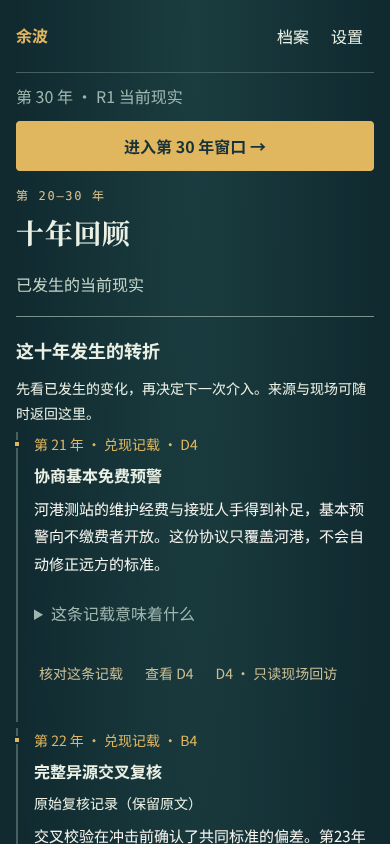 余波
档案 设置
第 30 年 · R1 当前现实
进入第 30 年窗口 →
第 20—30 年
十年回顾
已发生的当前现实
这十年发生的转折
先看已发生的变化，再决定下一次介入。来源与现场可随
时返回这里。
第 21 年 · 兑现记载 · D4
协商基本免费预警
河港测站的维护经费与接班人手得到补足，基本预
警向不缴费者开放。这份协议只覆盖河港，不会自
动修正远方的标准。
▶ 这条记载意味着什么
核对这条记载 查看 D4 D4 · 只读现场回访
第 22 年 · 兑现记载 · B4
完整异源交叉复核
原始复核记录（保留原文）
交叉校验在冲击前确认了共同标准的偏差。第23年